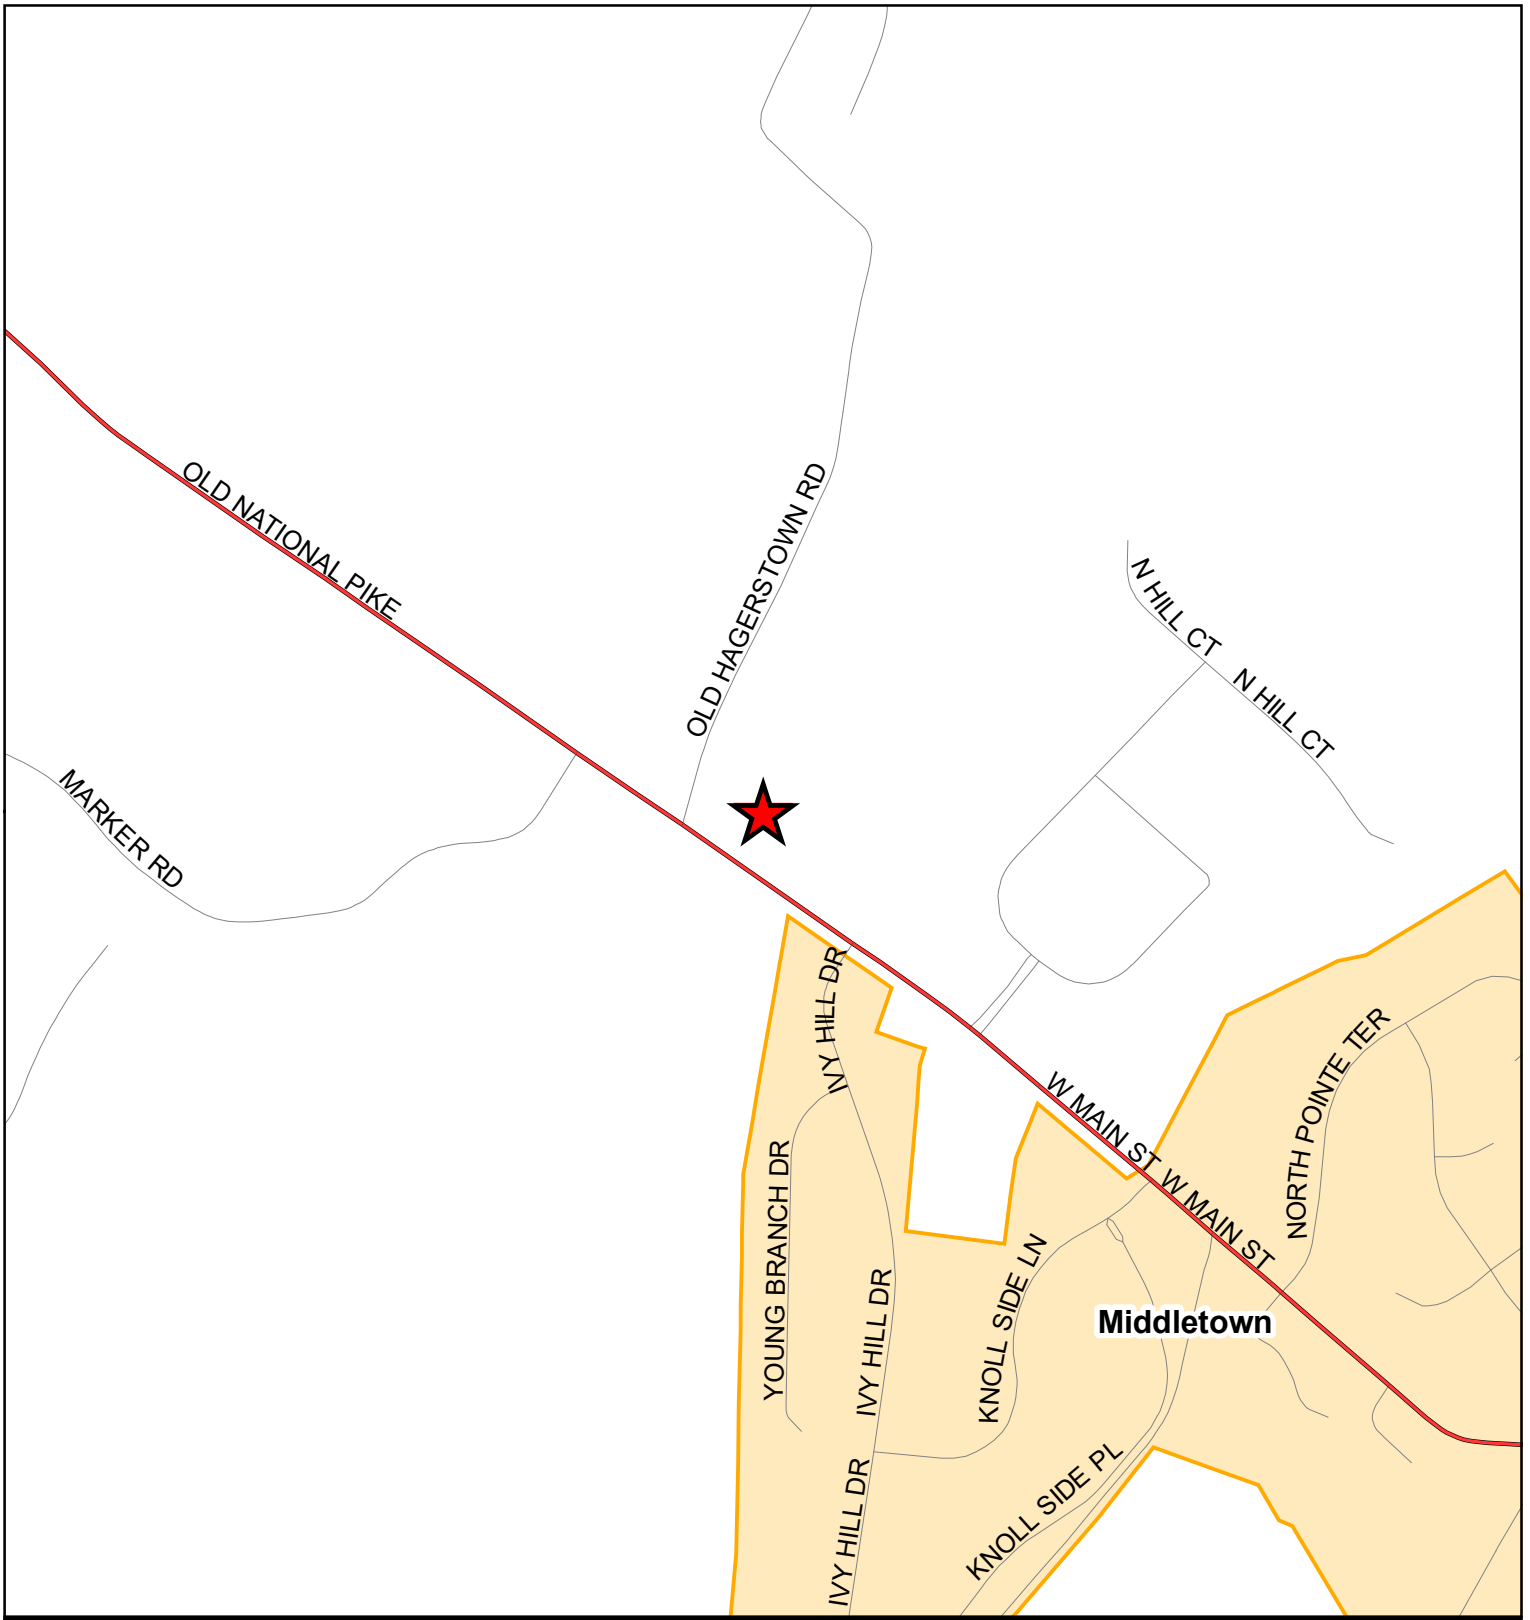 OLD NATIONAL PIKE
OLD HAGERSTOWN RD
N HILL CT
N HILL CT
MARKER RD
IVY HILL DR
NORTH POINTE TER
W MAIN ST
W MAIN ST
YOUNG BRANCH DR
KNOLL SIDE LN
IVY HILL DR
Middletown
KNOLL SIDE PL
IVY HILL DR